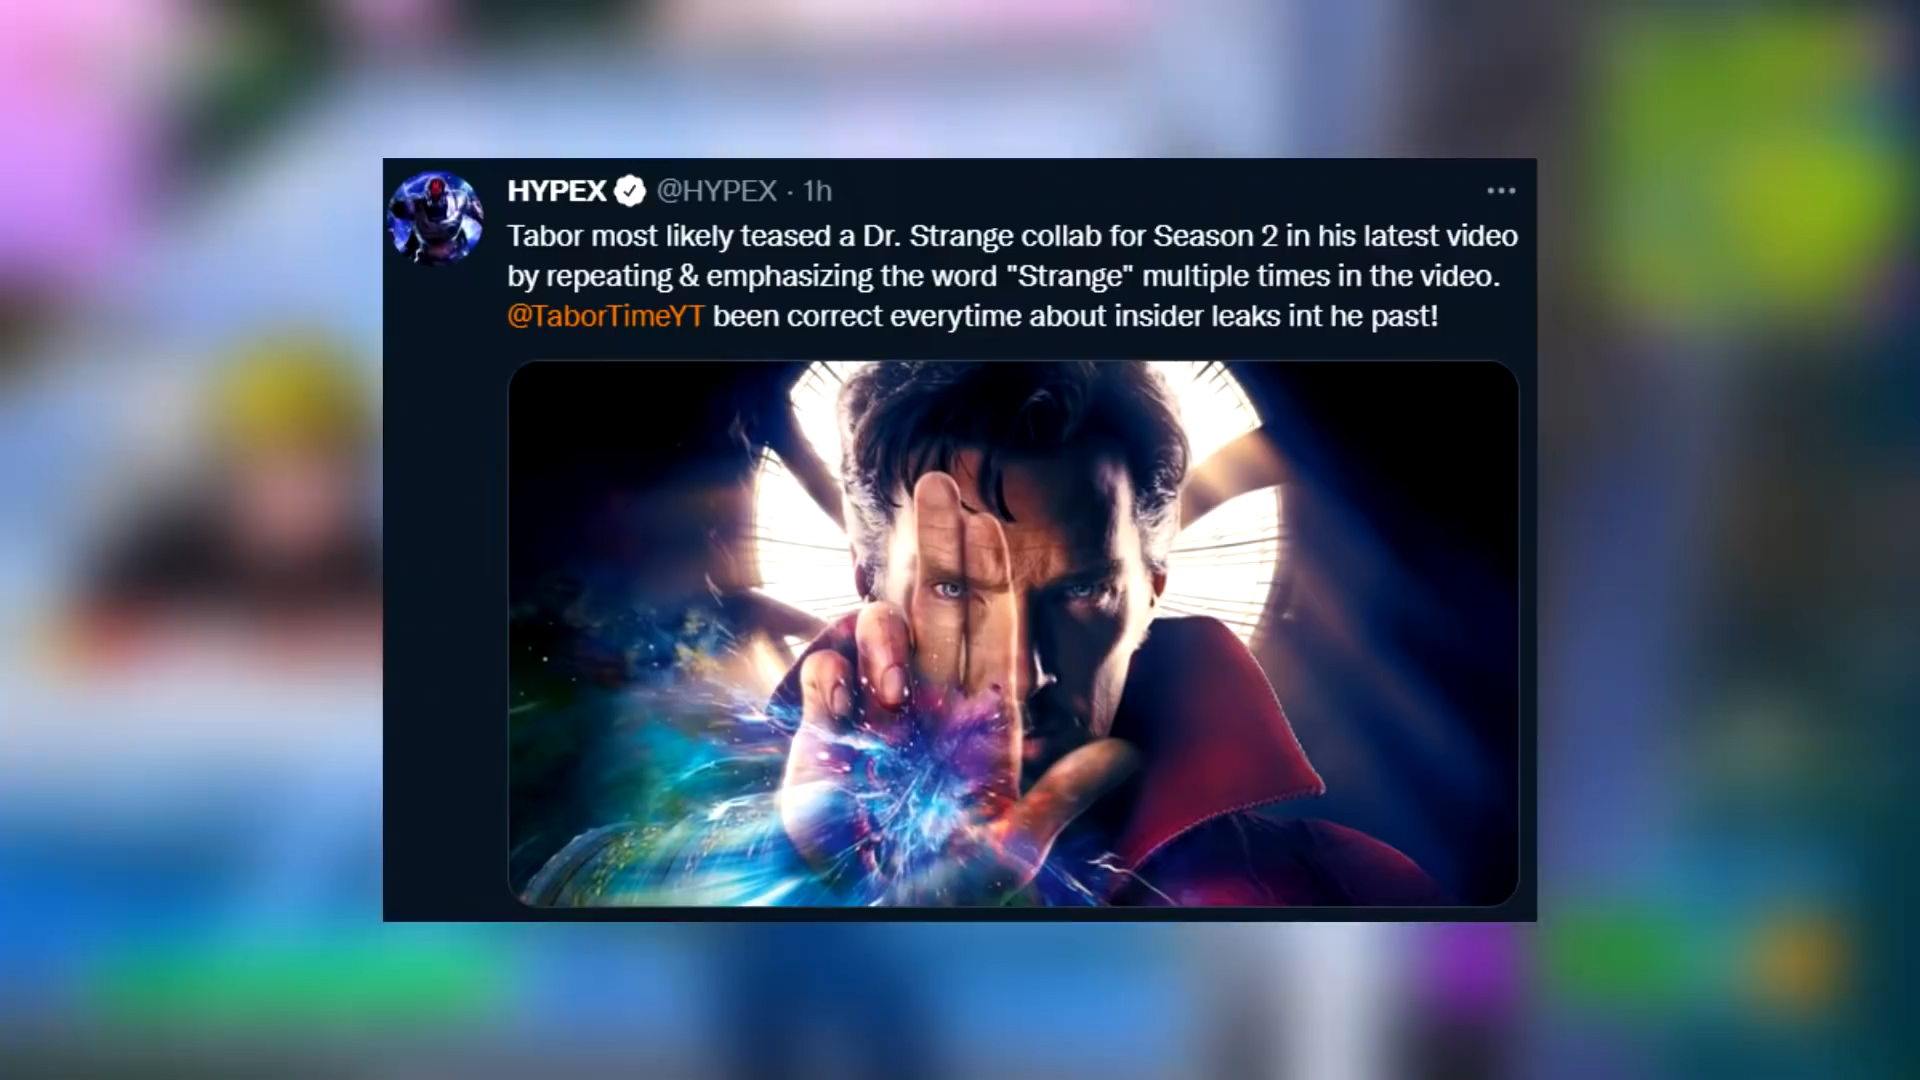 HYPEX @HYPEX · 1h
Tabor most likely teased a Dr. Strange collab for Season 2 in his latest video
by repeating & emphasizing the word "Strange" multiple times in the video.
@TaborTimeYT been correct everytime about insider leaks int he past!